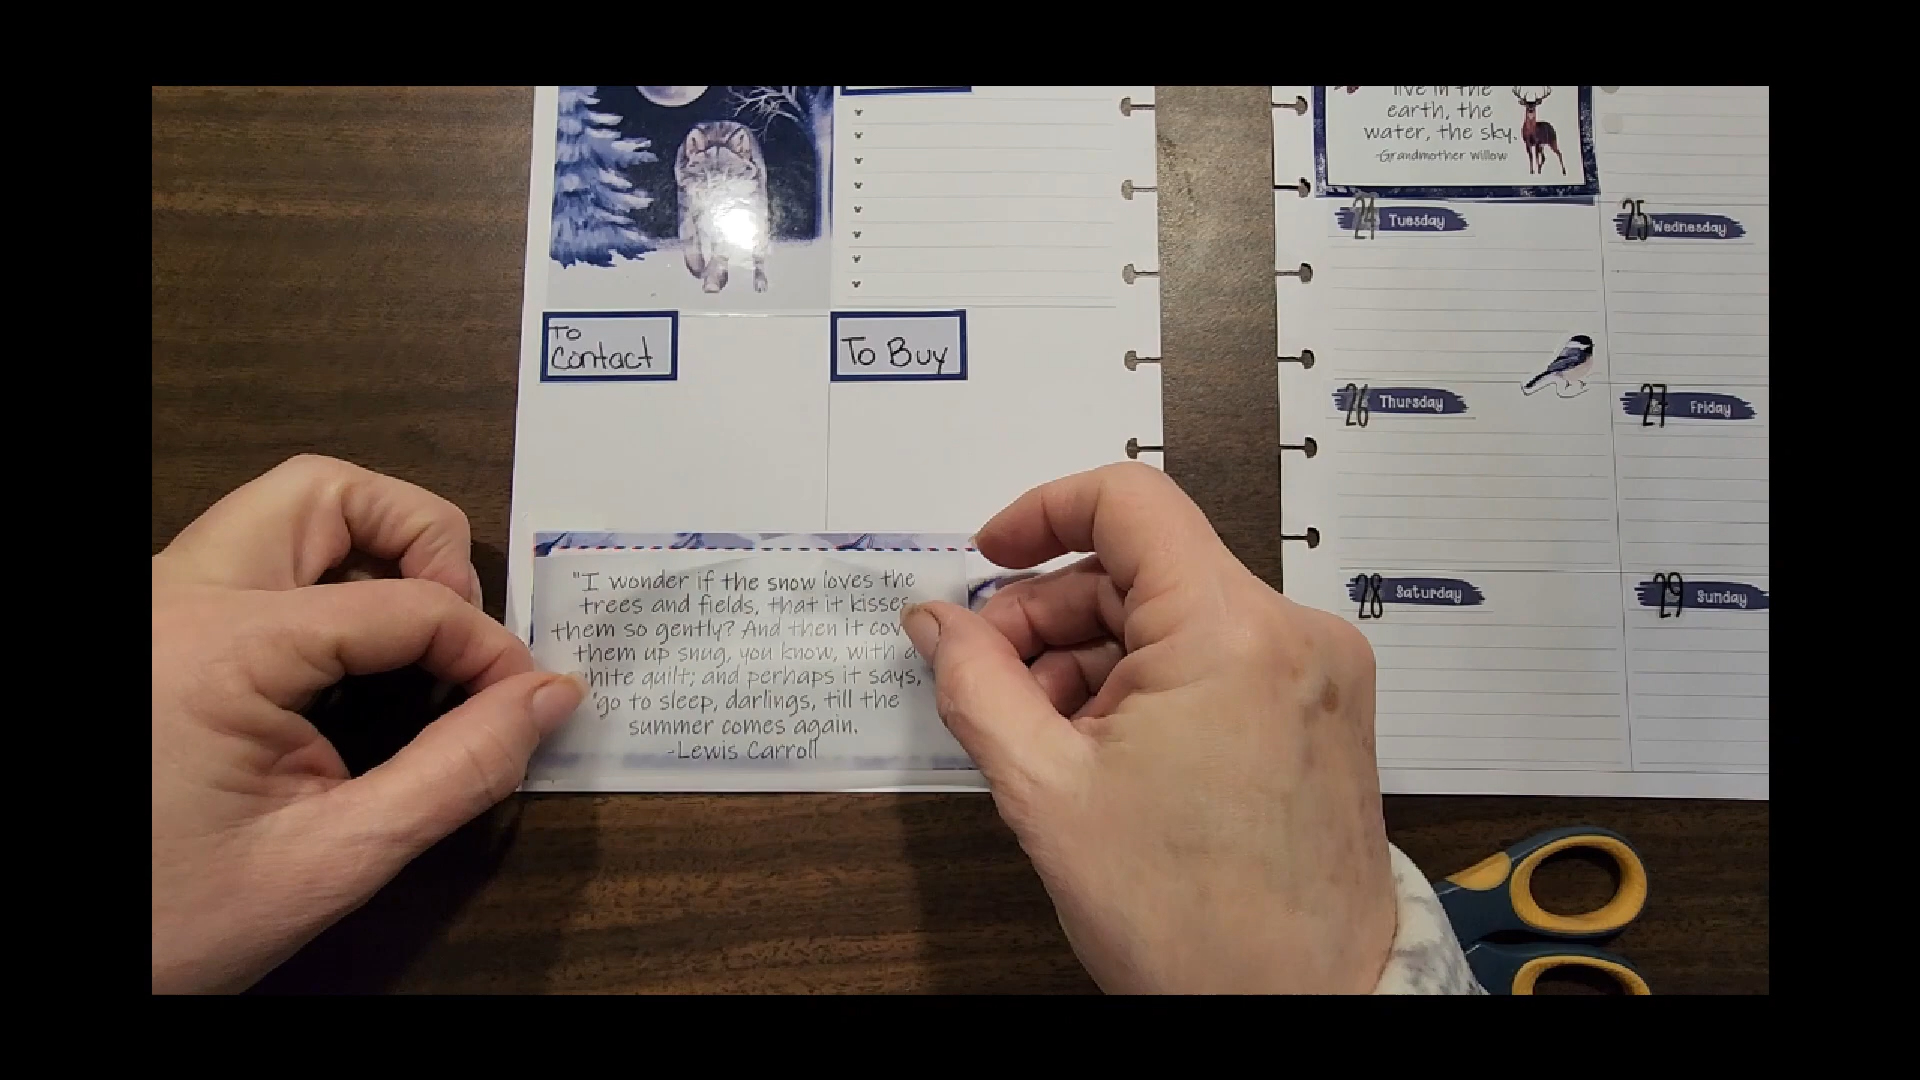 To
Contact
To Buy
"I wonder if the snow loves the
trees and fields, that it kisses
them so gently? And then it
them up snug, you know, with a
quilt; and perhaps it says,
'go to sleep, darlings, till the
summer comes again.
-Lewis Carroll
live in the
earth, the
water, the sky.
-Grandmother Willow
24 Tuesday
25 Wednesday
26 Thursday
27 Friday
28 Saturday
29 Sunday